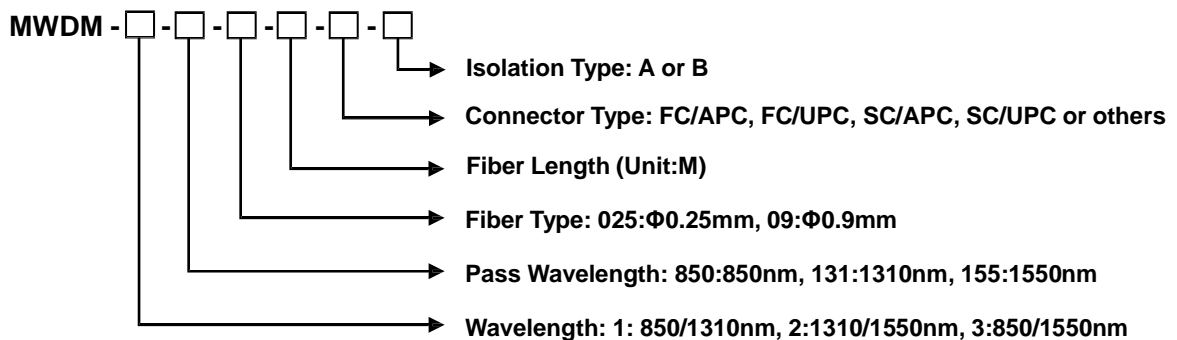 MWDM - - - - - -
Isolation Type: A or B
Connector Type: FC/APC, FC/UPC, SC/APC, SC/UPC or others
Fiber Length (Unit:M)
Fiber Type: 025:Φ0.25mm, 09:Φ0.9mm
Pass Wavelength: 850:850nm, 131:1310nm, 155:1550nm
Wavelength: 1: 850/1310nm, 2:1310/1550nm, 3:850/1550nm